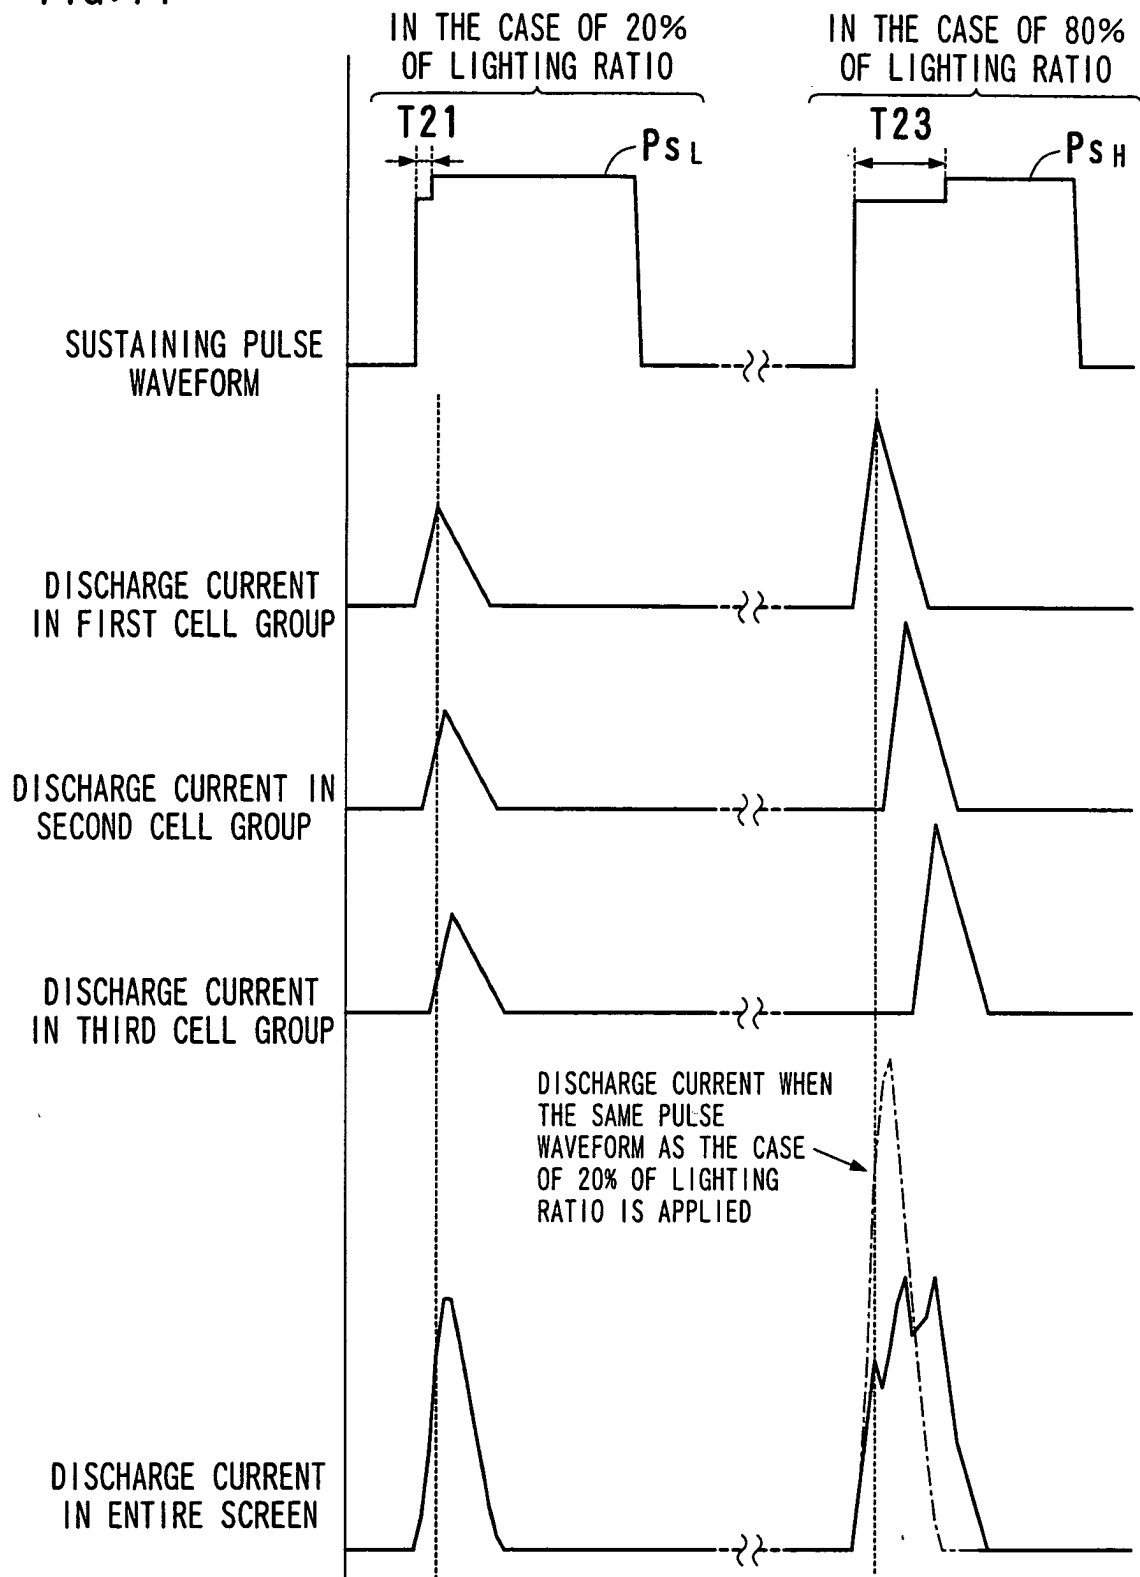 IN THE CASE OF 20%
OF LIGHTING RATIO
IN THE CASE OF 80%
OF LIGHTING RATIO
T21
PSL
T23
PSH
SUSTAINING PULSE
WAVEFORM
DISCHARGE CURRENT
IN FIRST CELL GROUP
DISCHARGE CURRENT IN
SECOND CELL GROUP
DISCHARGE CURRENT
IN THIRD CELL GROUP
DISCHARGE CURRENT WHEN
THE SAME PULSE
WAVEFORM AS THE CASE
OF 20% OF LIGHTING
RATIO IS APPLIED
DISCHARGE CURRENT
IN ENTIRE SCREEN